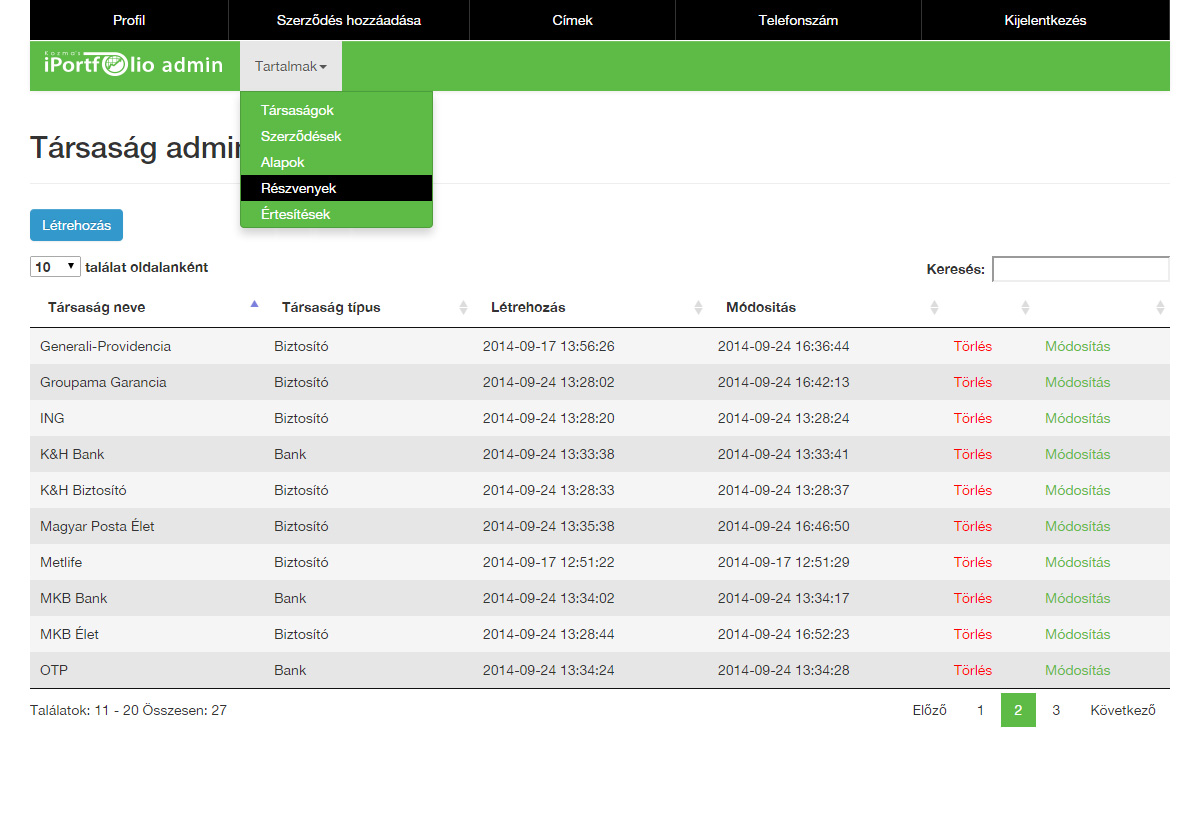 Profil Szerződés hozzáadása Címek Telefonszám Kijelentkezés
Kozmo's
iPortfolio admin Tartalmak
Társaságok
Szerződések
Alapok
Részvenyek
Értesítések
Társaság admin
Létrehozás
10 találat oldalanként Keresés:
Társaság neve Társaság típus Létrehozás Módositás
Generali-Providencia Biztosító 2014-09-17 13:56:26 2014-09-24 16:36:44 Törlés Módosítás
Groupama Garancia Biztosító 2014-09-24 13:28:02 2014-09-24 16:42:13 Törlés Módosítás
ING Biztosító 2014-09-24 13:28:20 2014-09-24 13:28:24 Törlés Módosítás
K&H Bank Bank 2014-09-24 13:33:38 2014-09-24 13:33:41 Törlés Módosítás
K&H Biztosító Biztosító 2014-09-24 13:28:33 2014-09-24 13:28:37 Törlés Módosítás
Magyar Posta Élet Biztosító 2014-09-24 13:35:38 2014-09-24 16:46:50 Törlés Módosítás
Metlife Biztosító 2014-09-17 12:51:22 2014-09-17 12:51:29 Törlés Módosítás
MKB Bank Bank 2014-09-24 13:34:02 2014-09-24 13:34:17 Törlés Módosítás
MKB Élet Biztosító 2014-09-24 13:28:44 2014-09-24 16:52:23 Törlés Módosítás
OTP Bank 2014-09-24 13:34:24 2014-09-24 13:34:28 Törlés Módosítás
Találatok: 11 - 20 Összesen: 27 Előző 1 2 3 Következő